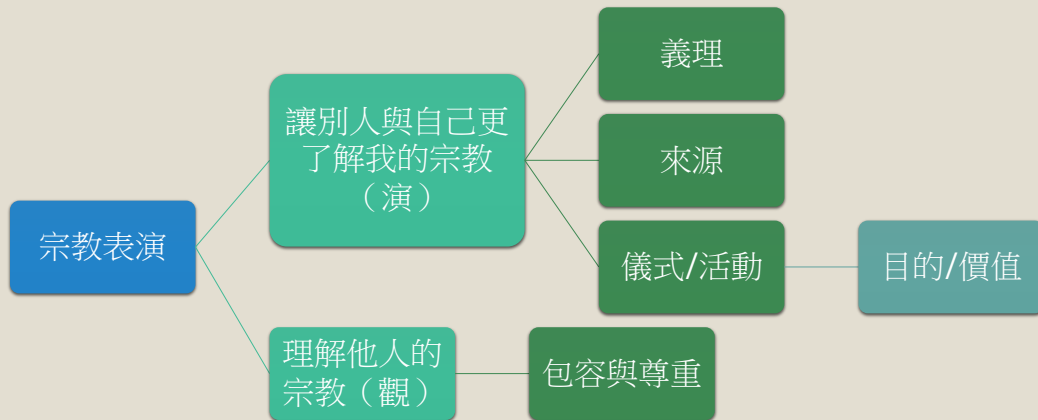 宗教表演
讓別人與自己更
了解我的宗教
（演）
義理
來源
儀式/活動
目的/價值
理解他人的
宗教（觀）
包容與尊重